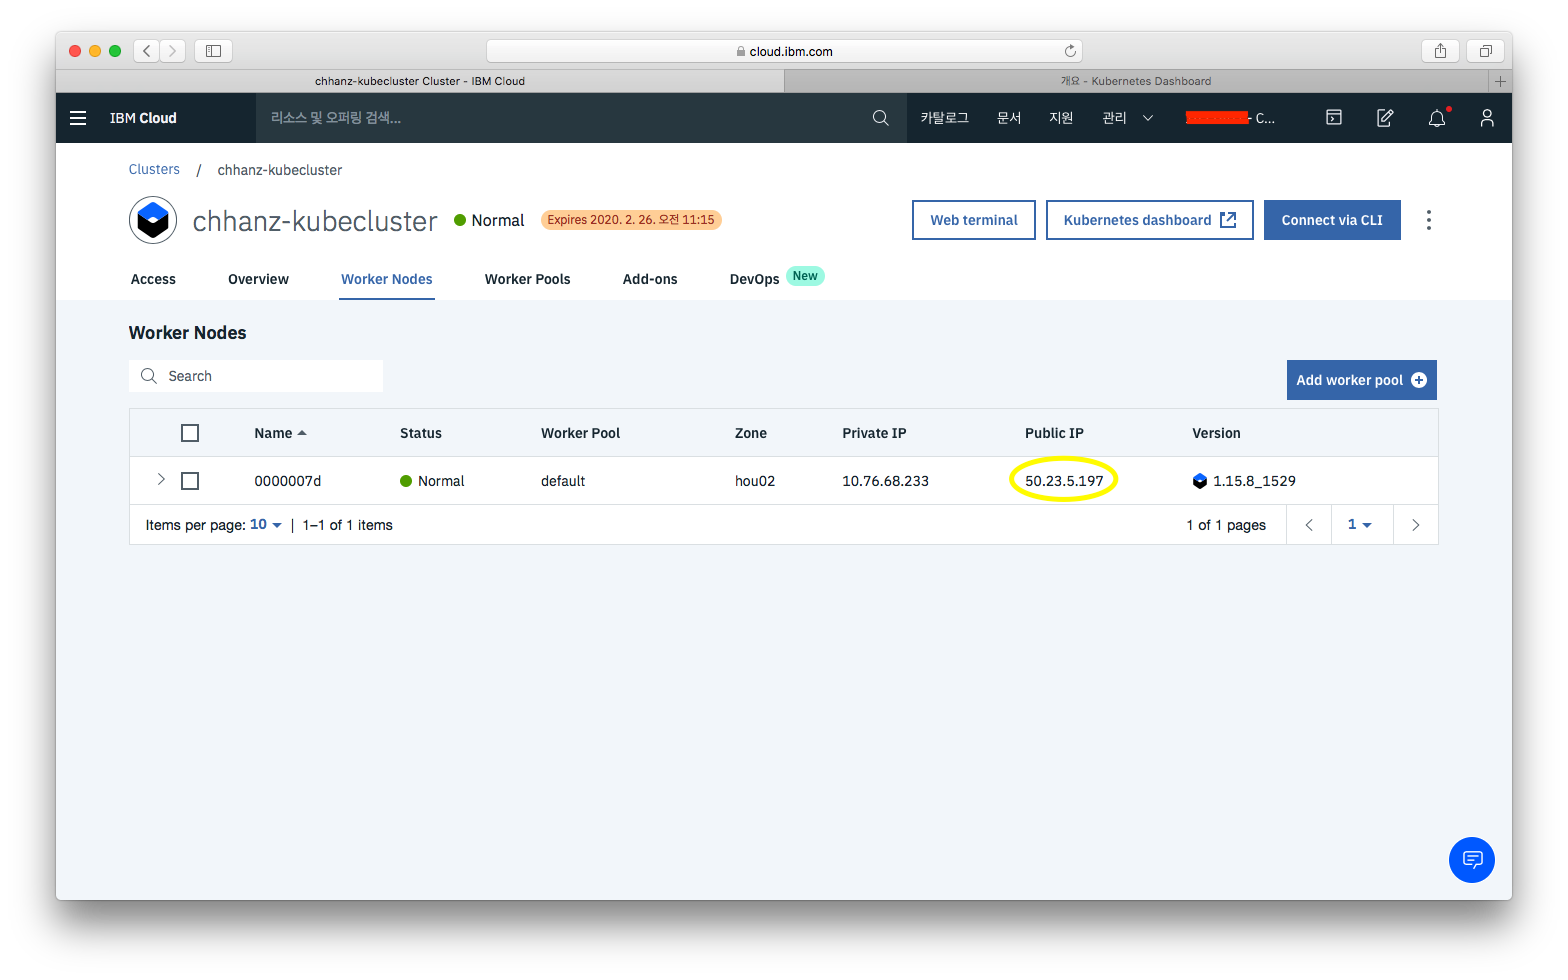 cloud.ibm.com
chhanz-kubecluster Cluster - IBM Cloud
개요 - Kubernetes Dashboard
IBM Cloud
리소스 및 오퍼링 검색...
카탈로그
문서
지원
관리
- C...
Clusters / chhanz-kubecluster
chhanz-kubecluster
Normal
Expires 2020. 2. 26. 오전 11:15
Web terminal
Kubernetes dashboard
Connect via CLI
Access
Overview
Worker Nodes
Worker Pools
Add-ons
DevOps
New
Worker Nodes
Search
Add worker pool
Name Status Worker Pool Zone Private IP Public IP Version
0000007d Normal default hou02 10.76.68.233 50.23.5.197 1.15.8_1529
Items per page: 10 | 1–1 of 1 items
1 of 1 pages
1